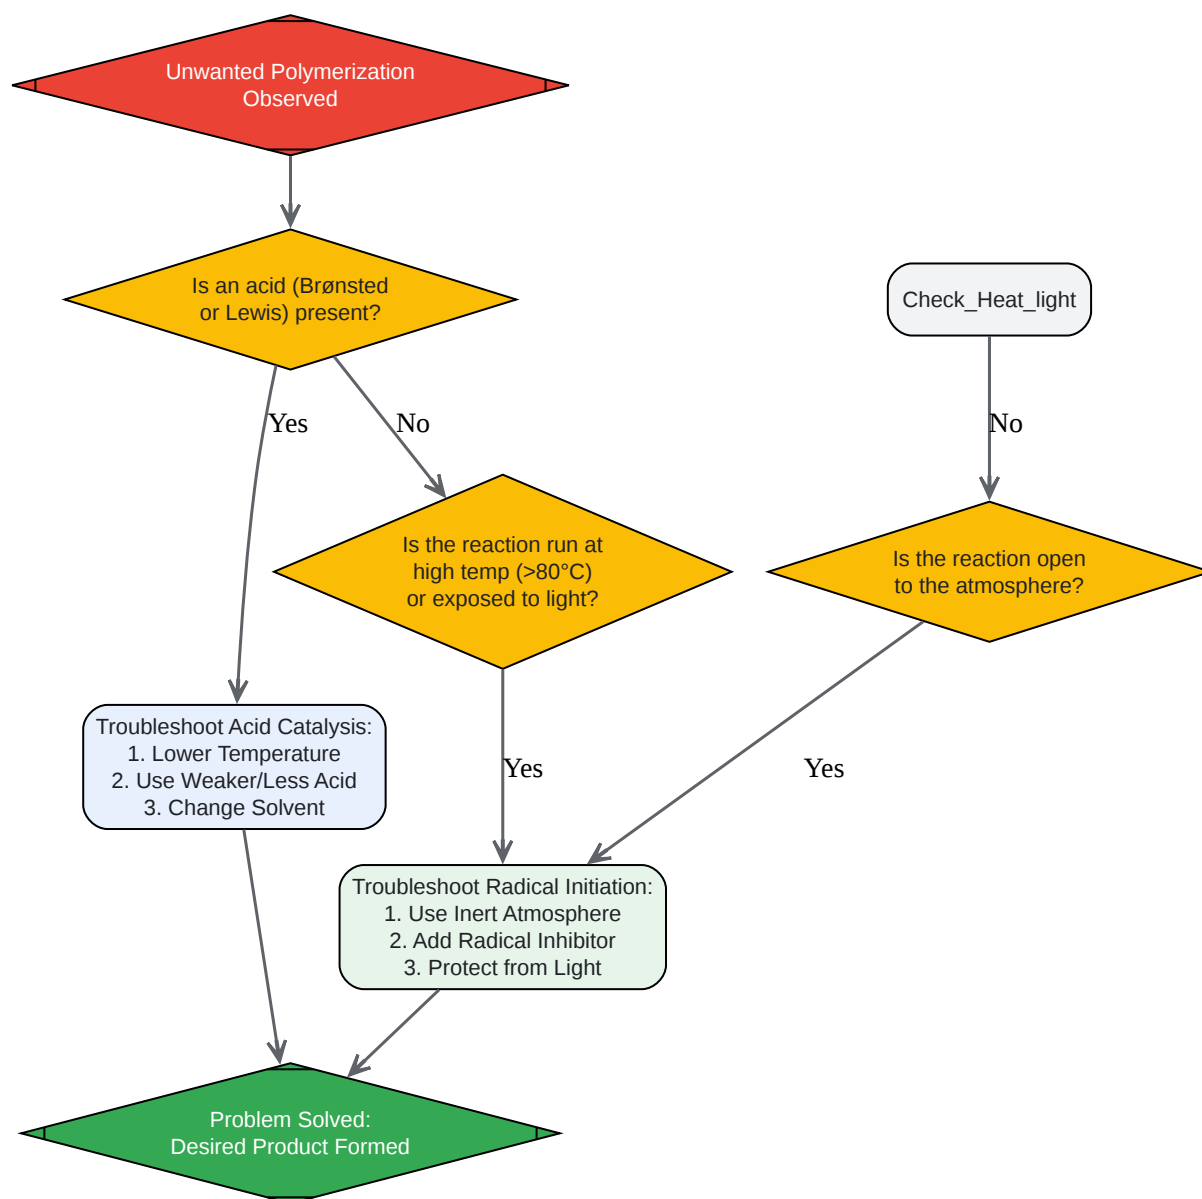 Unwanted Polymerization
Observed
Is an acid (Brønsted
or Lewis) present?
Check_Heat_light
Yes
No
No
Is the reaction run at
high temp (>80°C)
or exposed to light?
Is the reaction open
to the atmosphere?
Troubleshoot Acid Catalysis:
1. Lower Temperature
2. Use Weaker/Less Acid
3. Change Solvent
Yes
Yes
Troubleshoot Radical Initiation:
1. Use Inert Atmosphere
2. Add Radical Inhibitor
3. Protect from Light
Problem Solved:
Desired Product Formed